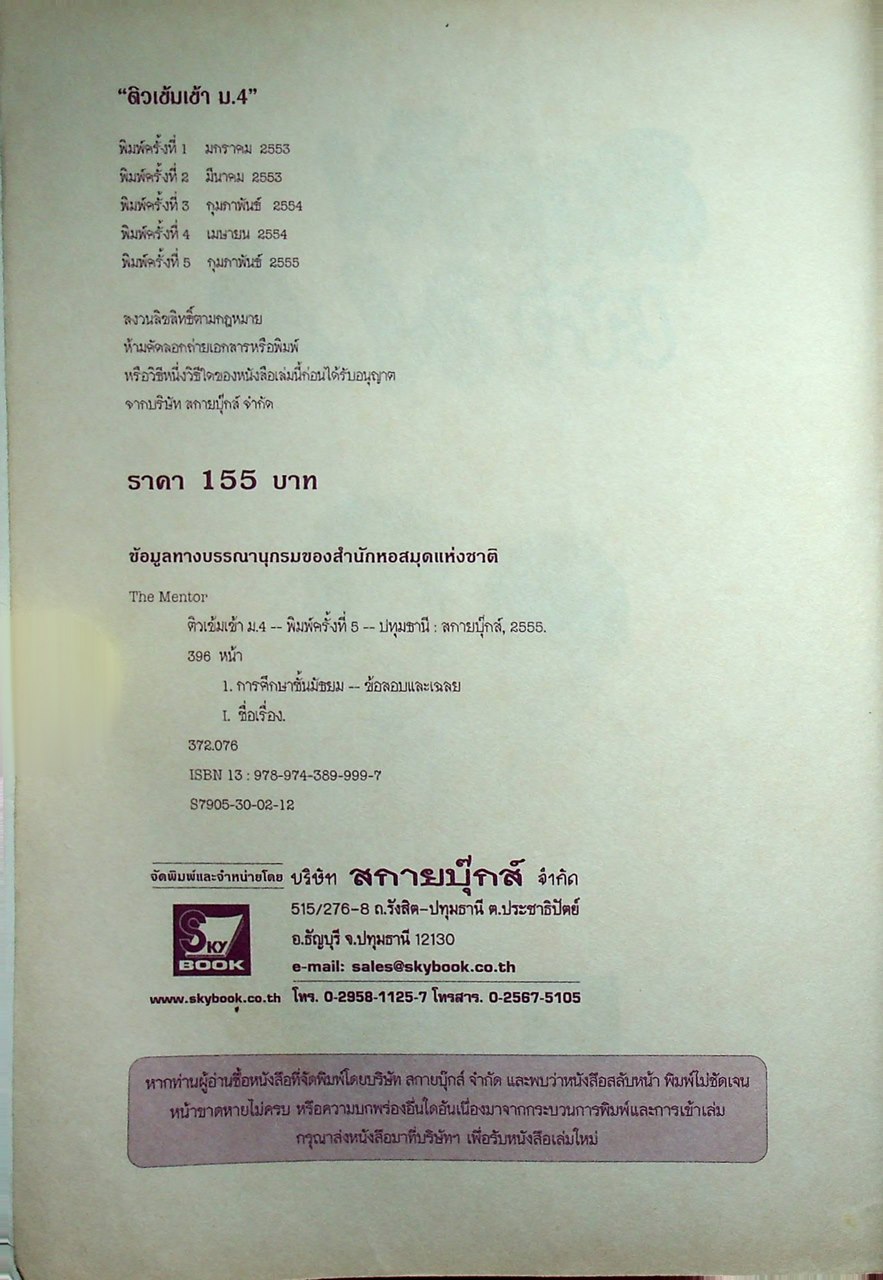 “ติวเข้มเข้า ม.4”
พิมพ์ครั้งที่ 1 มกราคม 2553
พิมพ์ครั้งที่ 2 มีนาคม 2553
พิมพ์ครั้งที่ 3 กุมภาพันธ์ 2554
พิมพ์ครั้งที่ 4 เมษายน 2554
พิมพ์ครั้งที่ 5 กุมภาพันธ์ 2555
สงวนลิขสิทธิ์ตามกฎหมาย
ห้ามคัดลอกถ่ายเอกสารหรือพิมพ์
หรือวิธีหนึ่งวิธีใดของหนังสือเล่มนี้ก่อนได้รับอนุญาต
จากบริษัท สกายบุ๊กส์ จำกัด
ราคา 155 บาท
ข้อมูลทางบรรณานุกรมของสำนักหอสมุดแห่งชาติ
The Mentor
ติวเข้มเข้า ม.4 -- พิมพ์ครั้งที่ 5 -- ปทุมธานี : สกายบุ๊กส์, 2555.
396 หน้า
1. การศึกษาขั้นมัธยม -- ข้อสอบและเฉลย
I. ชื่อเรื่อง.
372.076
ISBN 13 : 978-974-389-999-7
S7905-30-02-12
จัดพิมพ์และจำหน่ายโดย บริษัท สกายบุ๊กส์ จำกัด
515/276-8 ถ.รังสิต-ปทุมธานี ต.ประชาธิปัตย์
อ.ธัญบุรี จ.ปทุมธานี 12130
SKY BOOK
e-mail: sales@skybook.co.th
www.skybook.co.th โทร. 0-2958-1125-7 โทรสาร. 0-2567-5105
หากท่านผู้อ่านซื้อหนังสือที่จัดพิมพ์โดยบริษัท สกายบุ๊กส์ จำกัด และพบว่าหนังสือสลับหน้า พิมพ์ไม่ชัดเจน
หน้าขาดหายไม่ครบ หรือความบกพร่องอื่นใดอันเนื่องมาจากกระบวนการพิมพ์และการเข้าเล่ม
กรุณาส่งหนังสือมาที่บริษัทฯ เพื่อรับหนังสือเล่มใหม่